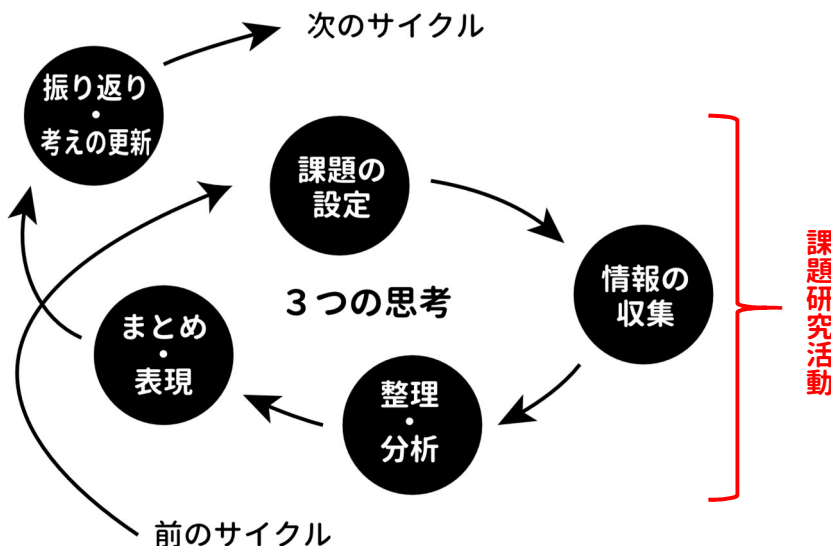 次のサイクル
振り返り
・
考えの更新
課題の
設定
情報の
収集
3つの思考
まとめ
・
表現
整理
・
分析
前のサイクル
課題研究活動